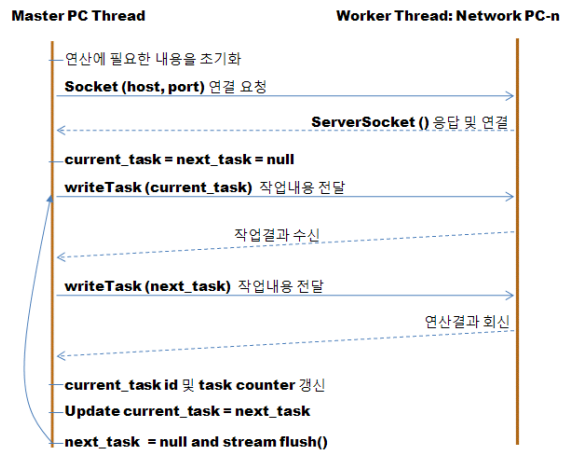 Master PC Thread
Worker Thread: Network PC-n
연산에 필요한 내용을 초기화
Socket (host, port) 연결 요청
ServerSocket () 응답 및 연결
current_task = next_task = null
writeTask (current_task) 작업내용 전달
작업결과 수신
writeTask (next_task) 작업내용 전달
연산결과 회신
current_task id 및 task counter 갱신
Update current_task = next_task
next_task = null and stream flush()